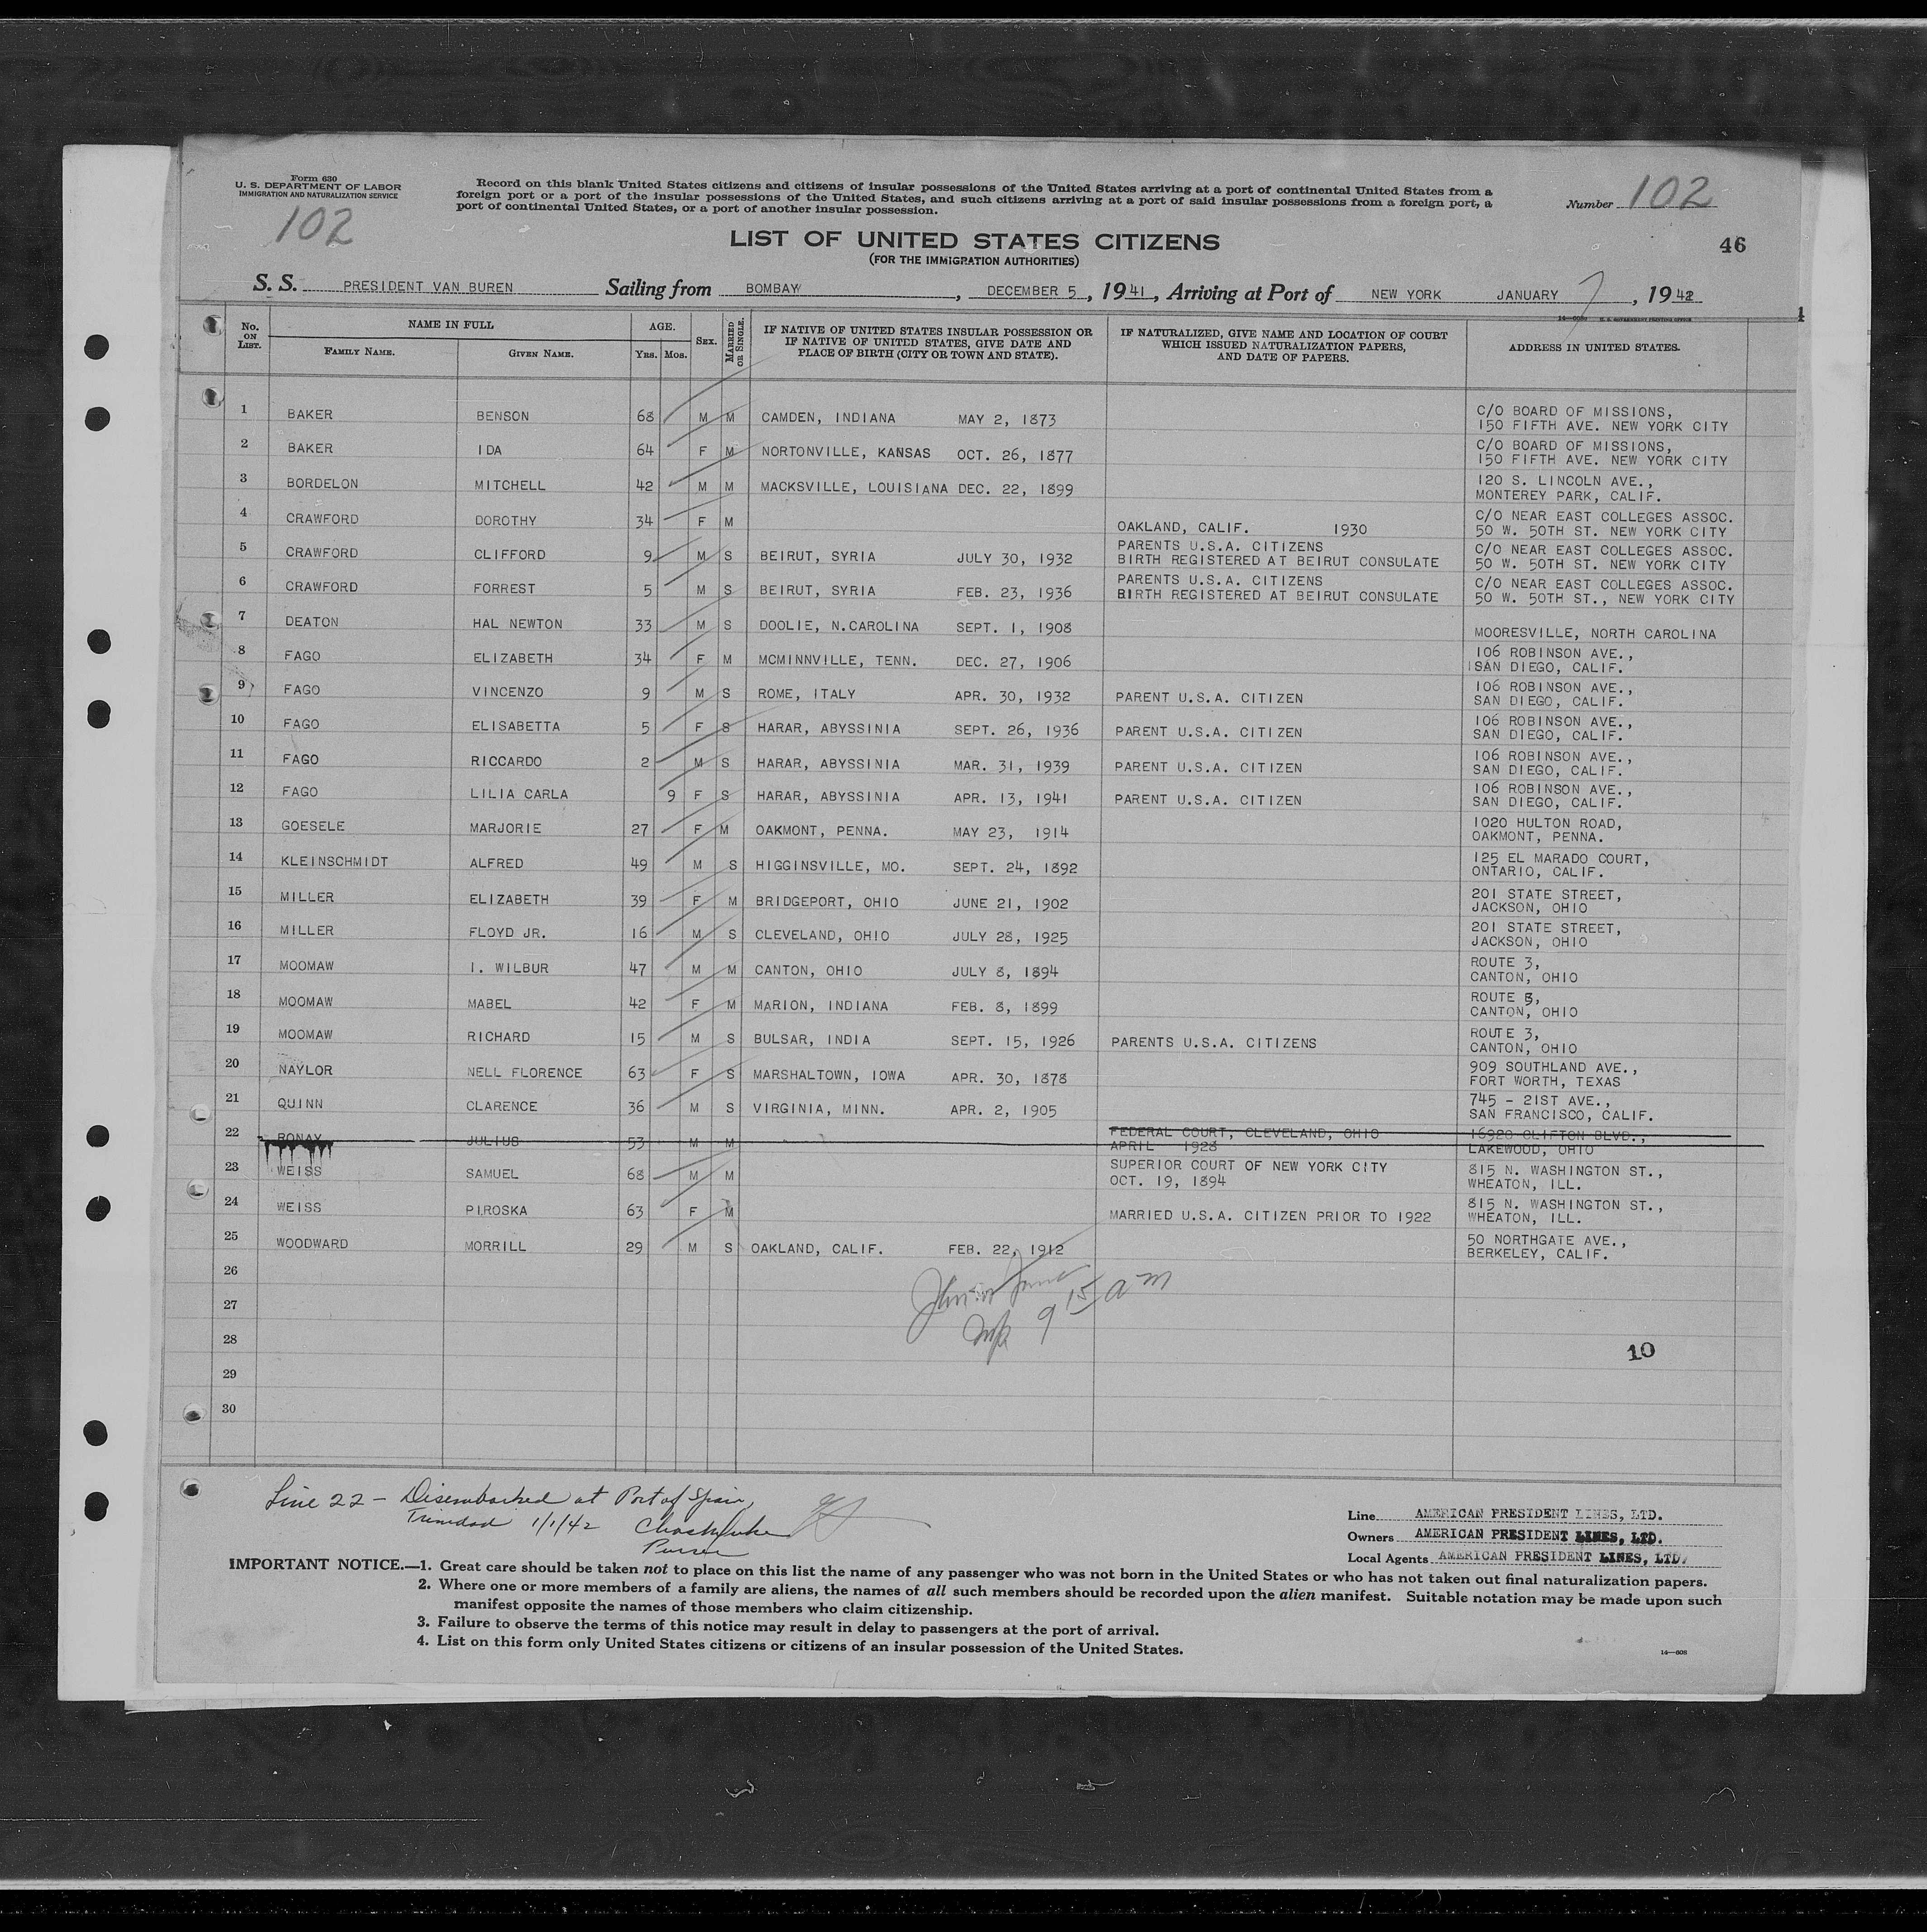 Form 630
U. S. DEPARTMENT OF LABOR
IMMIGRATION AND NATURALIZATION SERVICE
102
Record on this blank United States citizens and citizens of insular possessions of the United States arriving at a port of continental United States from a
foreign port or a port of the insular possessions of the United States, and such citizens arriving at a port of said insular possessions from a foreign port, a
port of continental United States, or a port of another insular possession.
Number 102
LIST OF UNITED STATES CITIZENS
(FOR THE IMMIGRATION AUTHORITIES)
46
S. S. PRESIDENT VAN BUREN Sailing from BOMBAY, DECEMBER 5, 1941, Arriving at Port of NEW YORK JANUARY 7, 1942
No. ON LIST. NAME IN FULL FAMILY NAME. GIVEN NAME. AGE. YRS. MOS. SEX. MARRIED OR SINGLE.
IF NATIVE OF UNITED STATES INSULAR POSSESSION OR
IF NATIVE OF UNITED STATES, GIVE DATE AND
PLACE OF BIRTH (CITY OR TOWN AND STATE).
IF NATURALIZED, GIVE NAME AND LOCATION OF COURT
WHICH ISSUED NATURALIZATION PAPERS,
AND DATE OF PAPERS.
ADDRESS IN UNITED STATES.
1 BAKER BENSON 68 M M CAMDEN, INDIANA MAY 2, 1873 C/O BOARD OF MISSIONS,
150 FIFTH AVE. NEW YORK CITY
2 BAKER IDA 64 F M NORTONVILLE, KANSAS OCT. 26, 1877 C/O BOARD OF MISSIONS,
150 FIFTH AVE. NEW YORK CITY
3 BORDELON MITCHELL 42 M M MACKSVILLE, LOUISIANA DEC. 22, 1899 120 S. LINCOLN AVE.,
MONTEREY PARK, CALIF.
4 CRAWFORD DOROTHY 34 F M OAKLAND, CALIF. 1930 C/O NEAR EAST COLLEGES ASSOC.
50 W. 50TH ST. NEW YORK CITY
5 CRAWFORD CLIFFORD 9 M S BEIRUT, SYRIA JULY 30, 1932 PARENTS U.S.A. CITIZENS C/O NEAR EAST COLLEGES ASSOC.
BIRTH REGISTERED AT BEIRUT CONSULATE 50 W. 50TH ST. NEW YORK CITY
6 CRAWFORD FORREST 5 M S BEIRUT, SYRIA FEB. 23, 1936 PARENTS U.S.A. CITIZENS C/O NEAR EAST COLLEGES ASSOC.
BIRTH REGISTERED AT BEIRUT CONSULATE 50 W. 50TH ST., NEW YORK CITY
7 DEATON HAL NEWTON 33 M S DOOLIE, N.CAROLINA SEPT. 1, 1908 MOORESVILLE, NORTH CAROLINA
8 FAGO ELIZABETH 34 F M MCMINNVILLE, TENN. DEC. 27, 1906 106 ROBINSON AVE.,
SAN DIEGO, CALIF.
9 FAGO VINCENZO 9 M S ROME, ITALY APR. 30, 1932 PARENT U.S.A. CITIZEN 106 ROBINSON AVE.,
SAN DIEGO, CALIF.
10 FAGO ELISABETTA 5 F S HARAR, ABYSSINIA SEPT. 26, 1936 PARENT U.S.A. CITIZEN 106 ROBINSON AVE.,
SAN DIEGO, CALIF.
11 FAGO RICCARDO 2 M S HARAR, ABYSSINIA MAR. 31, 1939 PARENT U.S.A. CITIZEN 106 ROBINSON AVE.,
SAN DIEGO, CALIF.
12 FAGO LILIA CARLA 9 F S HARAR, ABYSSINIA APR. 13, 1941 PARENT U.S.A. CITIZEN 106 ROBINSON AVE.,
SAN DIEGO, CALIF.
13 GOESELE MARJORIE 27 F M OAKMONT, PENNA. MAY 23, 1914 1020 HULTON ROAD,
OAKMONT, PENNA.
14 KLEINSCHMIDT ALFRED 49 M S HIGGINSVILLE, MO. SEPT. 24, 1892 125 EL MARADO COURT,
ONTARIO, CALIF.
15 MILLER ELIZABETH 39 F M BRIDGEPORT, OHIO JUNE 21, 1902 201 STATE STREET,
JACKSON, OHIO
16 MILLER FLOYD JR. 16 M S CLEVELAND, OHIO JULY 28, 1925 201 STATE STREET,
JACKSON, OHIO
17 MOOMAW I. WILBUR 47 M M CANTON, OHIO JULY 8, 1894 ROUTE 3,
CANTON, OHIO
18 MOOMAW MABEL 42 F M MARION, INDIANA FEB. 8, 1899 ROUTE 3,
CANTON, OHIO
19 MOOMAW RICHARD 15 M S BULSAR, INDIA SEPT. 15, 1926 PARENTS U.S.A. CITIZENS ROUTE 3,
CANTON, OHIO
20 NAYLOR NELL FLORENCE 63 F S MARSHALTOWN, IOWA APR. 30, 1878 909 SOUTHLAND AVE.,
FORT WORTH, TEXAS
21 QUINN CLARENCE 36 M S VIRGINIA, MINN. APR. 2, 1905 745 - 21ST AVE.,
SAN FRANCISCO, CALIF.
22 RONAY JULIUS 53 M M FEDERAL COURT, CLEVELAND, OHIO 16928 CLIFTON BLVD.,
APRIL 1928 LAKEWOOD, OHIO
23 WEISS SAMUEL 68 M M SUPERIOR COURT OF NEW YORK CITY 815 N. WASHINGTON ST.,
OCT. 19, 1894 WHEATON, ILL.
24 WEISS PIROSKA 63 F M MARRIED U.S.A. CITIZEN PRIOR TO 1922 815 N. WASHINGTON ST.,
WHEATON, ILL.
25 WOODWARD MORRILL 29 M S OAKLAND, CALIF. FEB. 22, 1912 50 NORTHGATE AVE.,
BERKELEY, CALIF.
26
27
9 15 am
28
10
29
30
Line 22 - Disembarked at Port of Spain,
Trinidad 1/1/42
Purser
Line AMERICAN PRESIDENT LINES, LTD.
Owners AMERICAN PRESIDENT LINES, LTD.
Local Agents AMERICAN PRESIDENT LINES, LTD.
IMPORTANT NOTICE.—1. Great care should be taken not to place on this list the name of any passenger who was not born in the United States or who has not taken out final naturalization papers.
2. Where one or more members of a family are aliens, the names of all such members should be recorded upon the alien manifest. Suitable notation may be made upon such
manifest opposite the names of those members who claim citizenship.
3. Failure to observe the terms of this notice may result in delay to passengers at the port of arrival.
4. List on this form only United States citizens or citizens of an insular possession of the United States.
14—608